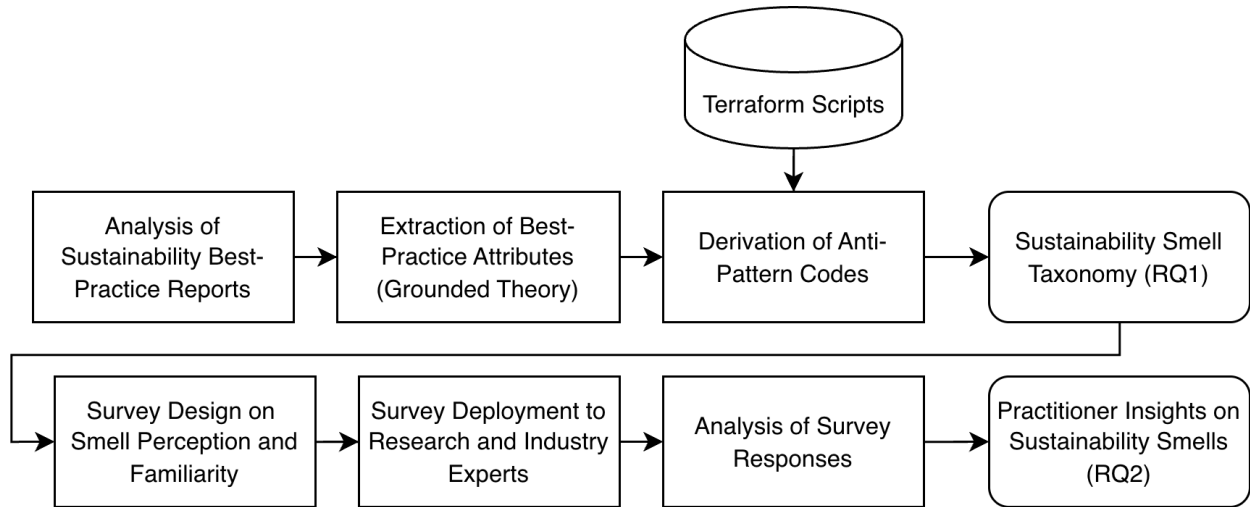 Terraform Scripts
Analysis of
Sustainability Best-
Practice Reports
Extraction of Best-
Practice Attributes
(Grounded Theory)
Derivation of Anti-
Pattern Codes
Sustainability Smell
Taxonomy (RQ1)
Survey Design on
Smell Perception and
Familiarity
Survey Deployment to
Research and Industry
Experts
Analysis of Survey
Responses
Practitioner Insights on
Sustainability Smells
(RQ2)